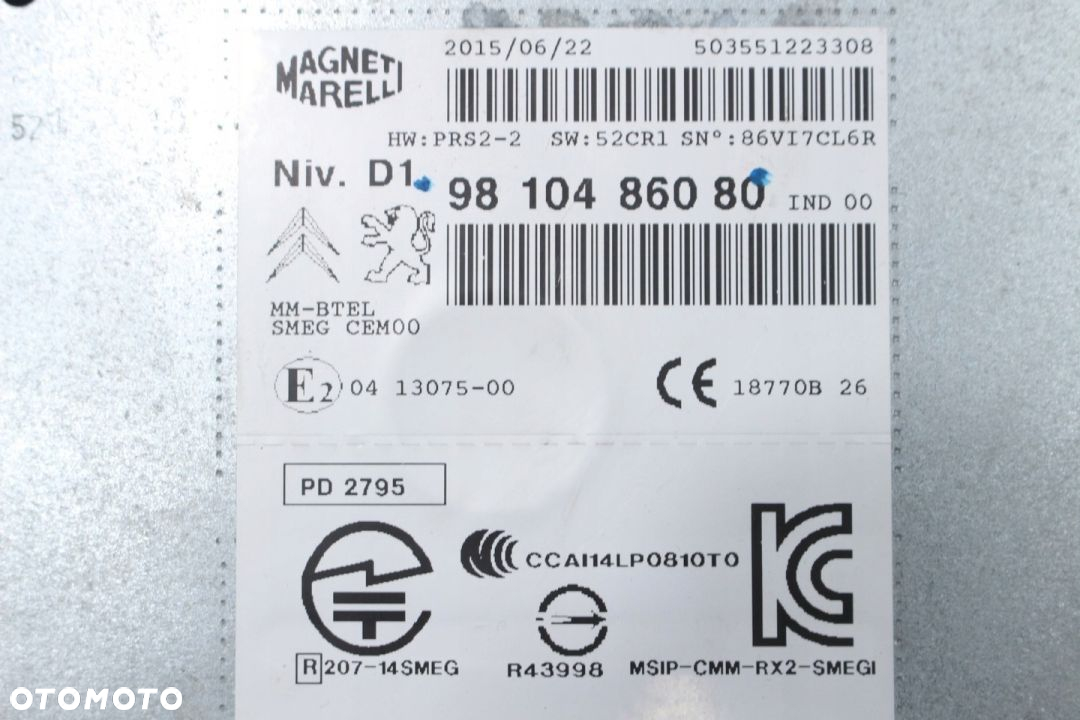 MAGNETI
MARELLI
2015/06/22 503551223308
HW:PRS2-2 SW:52CR1 SN°:86VI7CL6R
Niv. D1 98 104 860 80 IND 00
MM-BTEL
SMEG CEM00
E2 04 13075-00 CE 18770B 26
PD 2795
CCAI14LP0810T0
R 207-14SMEG R43998 MSIP-CMM-RX2-SMEGI
OTOMOTO